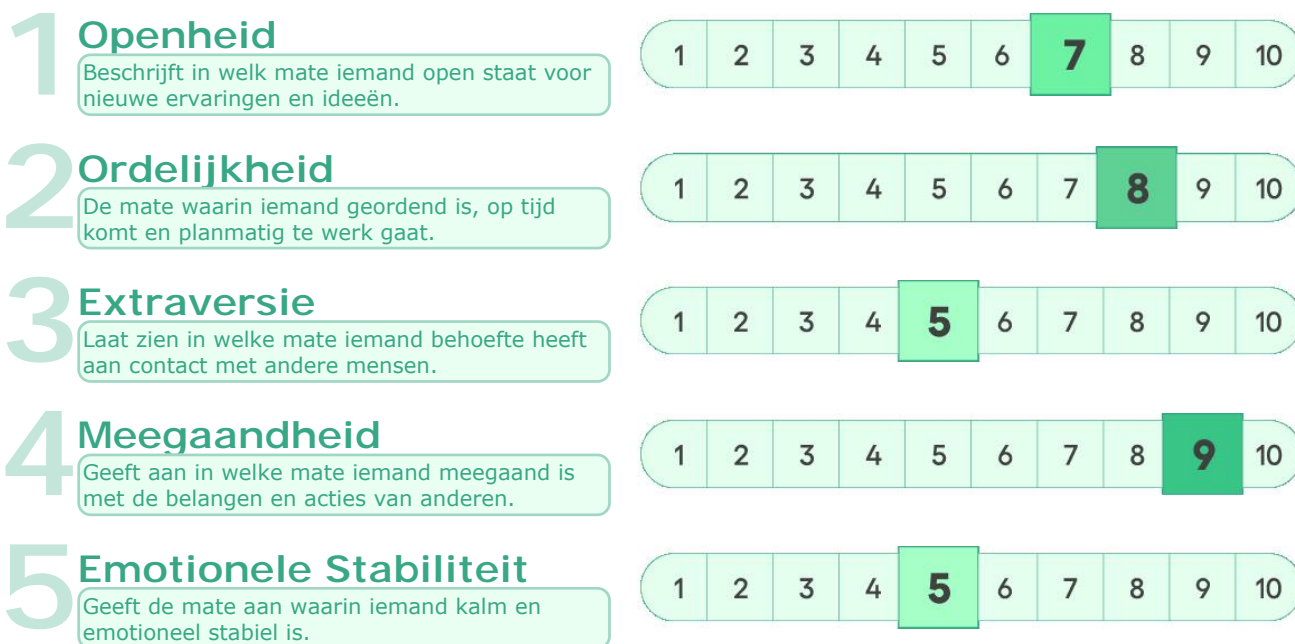 1
Openheid
Beschrijft in welk mate iemand open staat voor
nieuwe ervaringen en ideeën.
1 2 3 4 5 6 7 8 9 10
2
Ordelijkheid
De mate waarin iemand geordend is, op tijd
komt en planmatig te werk gaat.
1 2 3 4 5 6 7 8 9 10
3
Extraversie
Laat zien in welke mate iemand behoefte heeft
aan contact met andere mensen.
1 2 3 4 5 6 7 8 9 10
4
Meegaandheid
Geeft aan in welke mate iemand meegaand is
met de belangen en acties van anderen.
1 2 3 4 5 6 7 8 9 10
5
Emotionele Stabiliteit
Geeft de mate aan waarin iemand kalm en
emotioneel stabiel is.
1 2 3 4 5 6 7 8 9 10